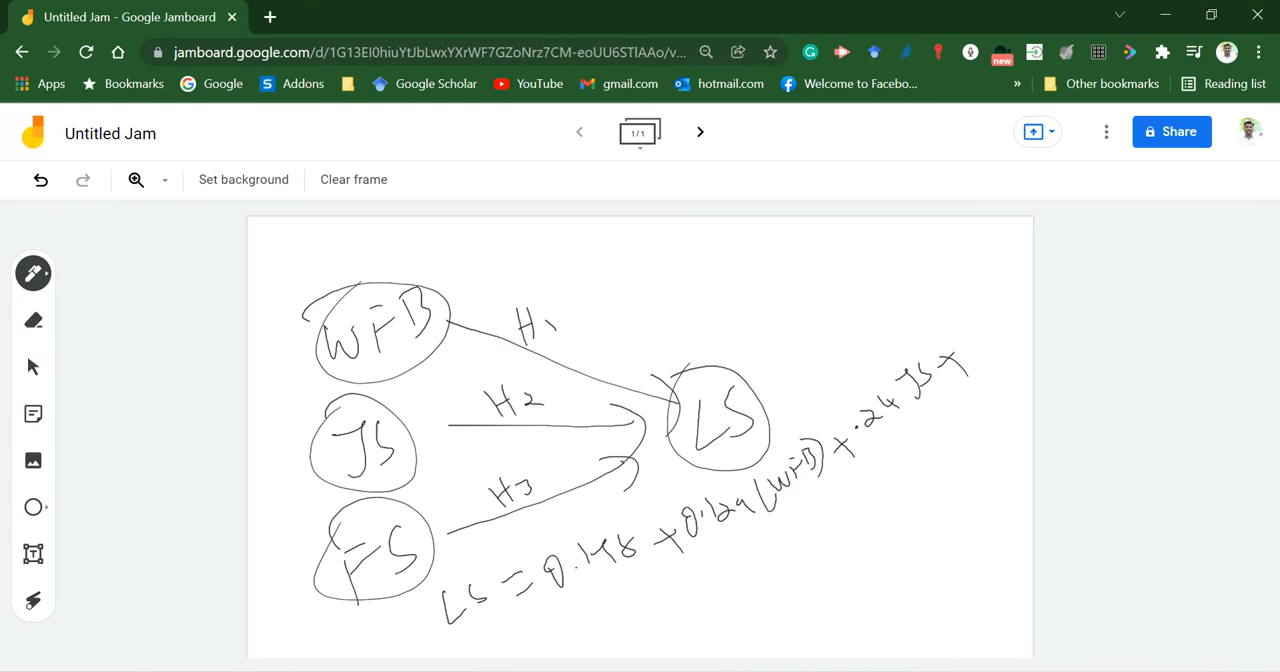 Untitled Jam - Google Jamboard
jamboard.google.com/d/1G13El0hiuYtJbLwxYXrWF7GZoNrz7CM-eoUU6STlAAo/v...
new
Apps Bookmarks Google Addons Google Scholar YouTube gmail.com hotmail.com Welcome to Facebo... » Other bookmarks Reading list
Untitled Jam
1/1
Share
Set background Clear frame
WFB
H1
JS
H2
LS
FS
H3
LS = 0.198 + 0.129 (WFB) + .24 JS +